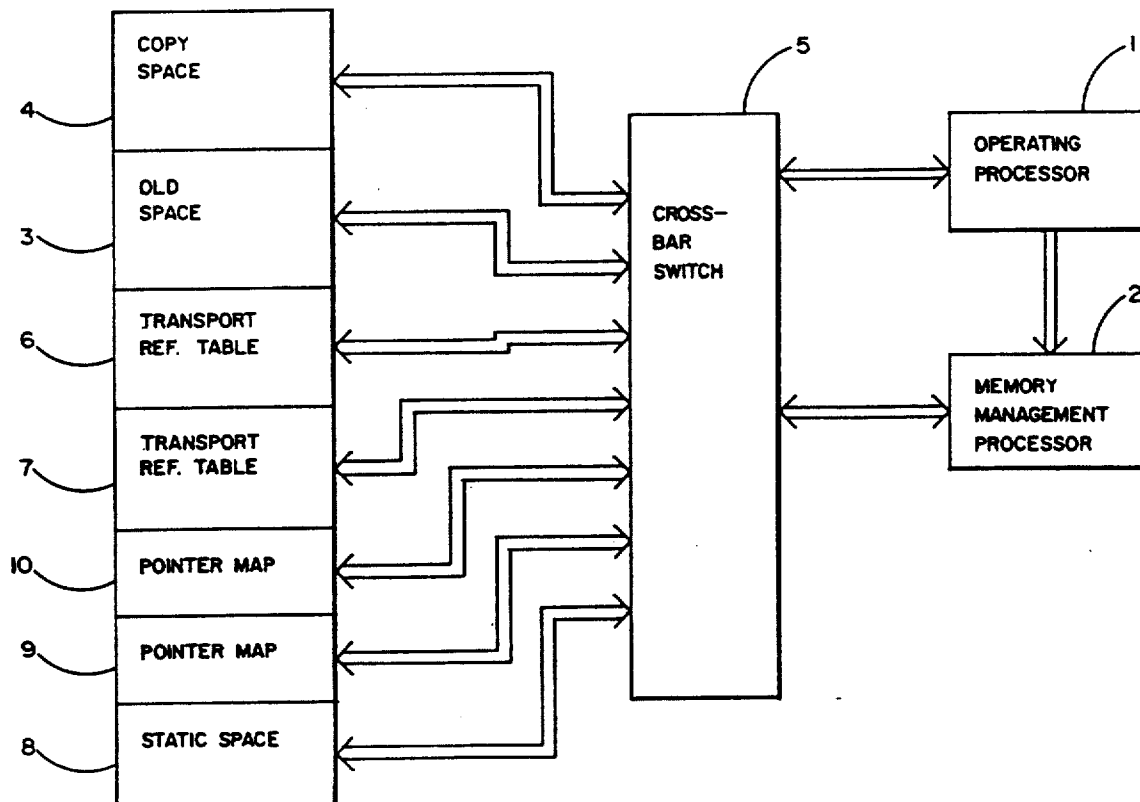 COPY
SPACE
4
OLD
SPACE
3
TRANSPORT
REF. TABLE
6
TRANSPORT
REF. TABLE
7
POINTER MAP
10
POINTER MAP
9
STATIC SPACE
8
5
CROSS-
BAR
SWITCH
1
OPERATING
PROCESSOR
2
MEMORY
MANAGEMENT
PROCESSOR